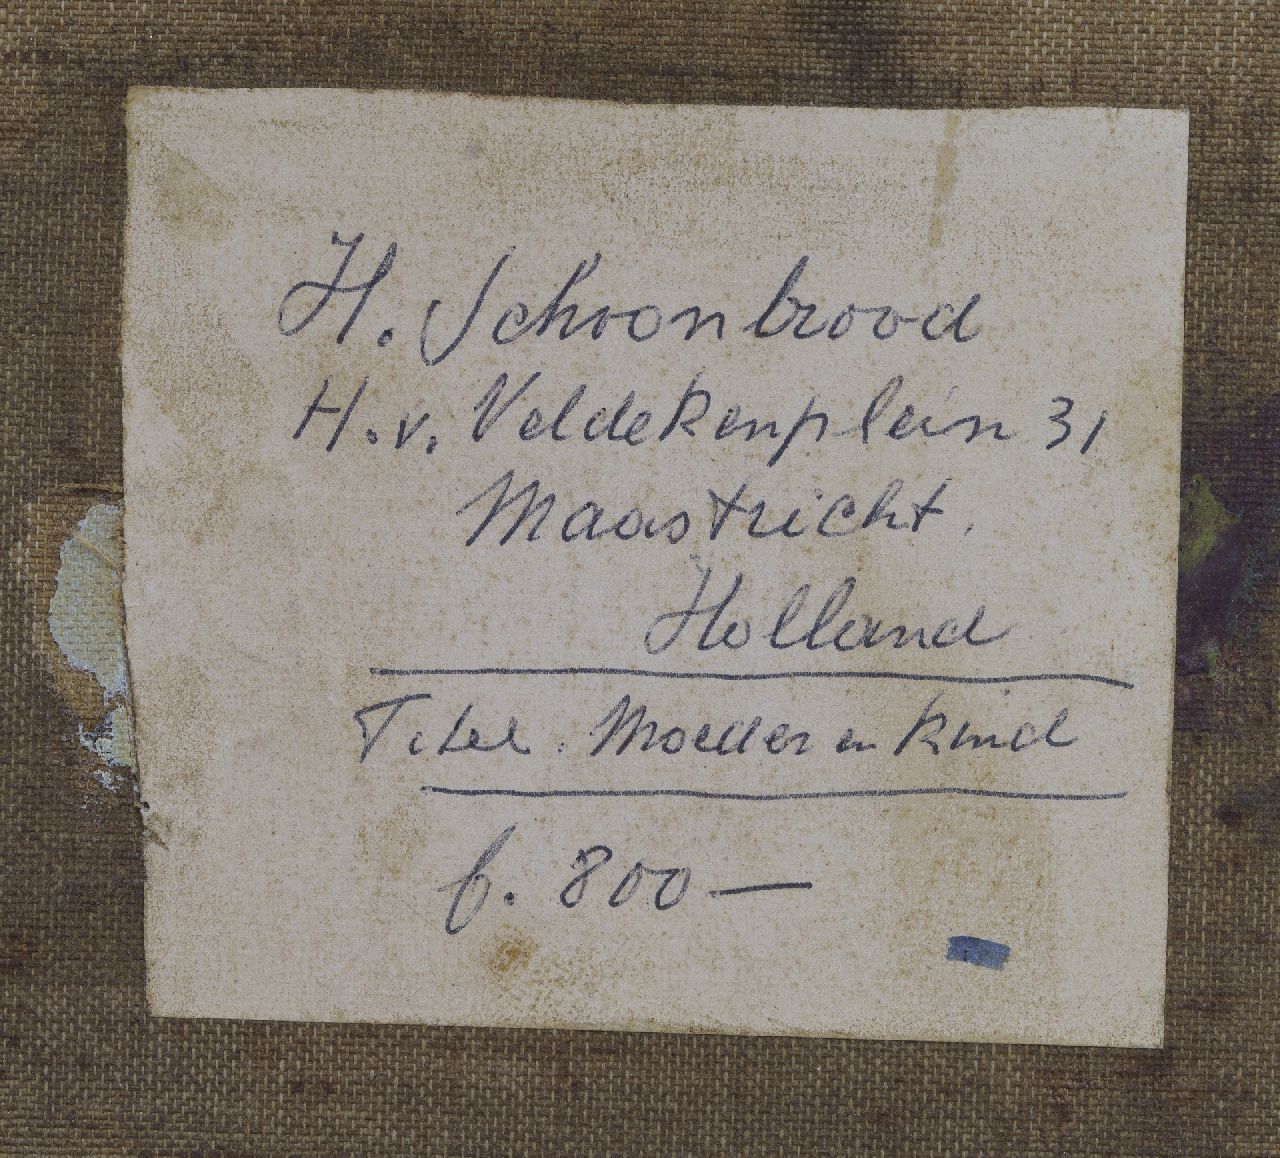 H. Schoonbrood
H. v. Veldekenplein 31
Maastricht.
Holland
Titel. Moeder en kind
f. 800 —